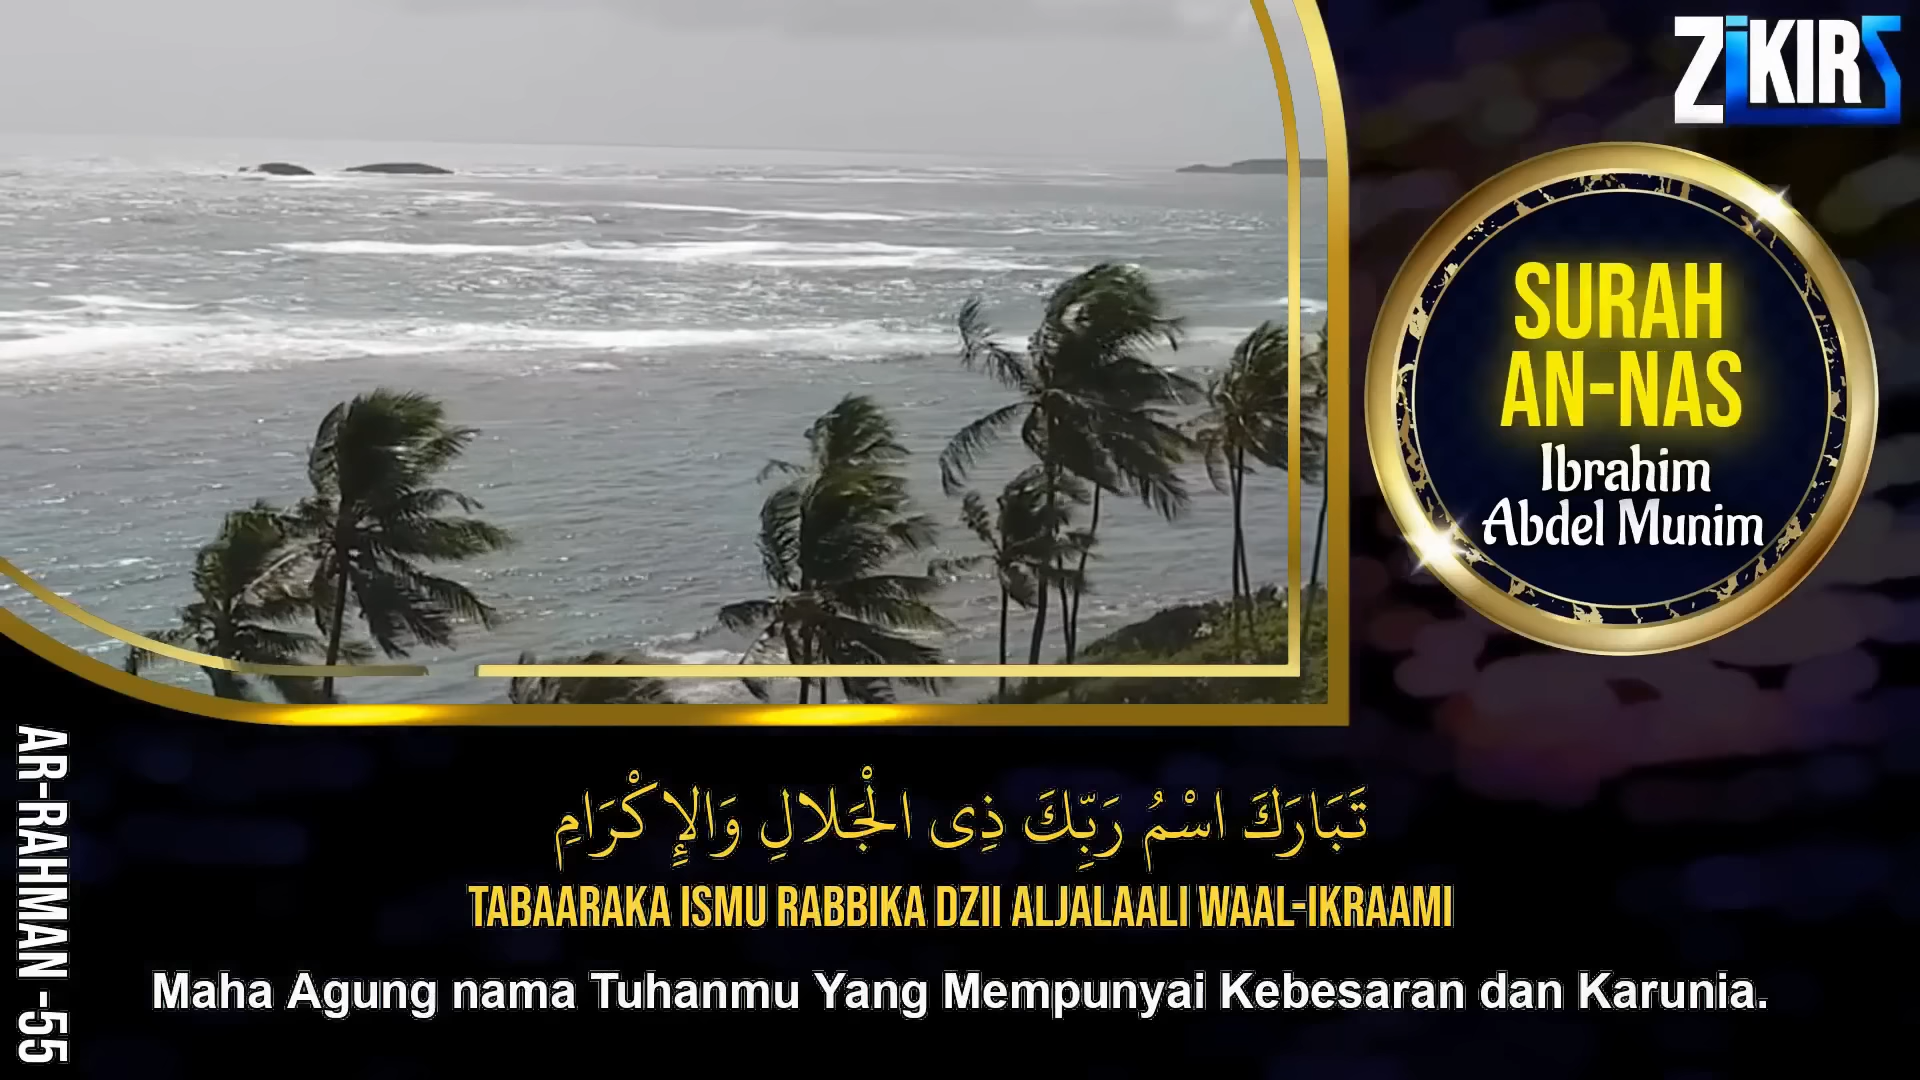 ZiKIRS
SURAH
AN-NAS
Ibrahim
Abdel Munim
تَبَارَكَ اسْمُ رَبِّكَ ذِى الْجَلالِ وَالإِكْرَامِ
TABAARAKA ISMU RABBIKA DZII ALJALAALI WAAL-IKRAAMI
Maha Agung nama Tuhanmu Yang Mempunyai Kebesaran dan Karunia.
AR-RAHMAN - 55